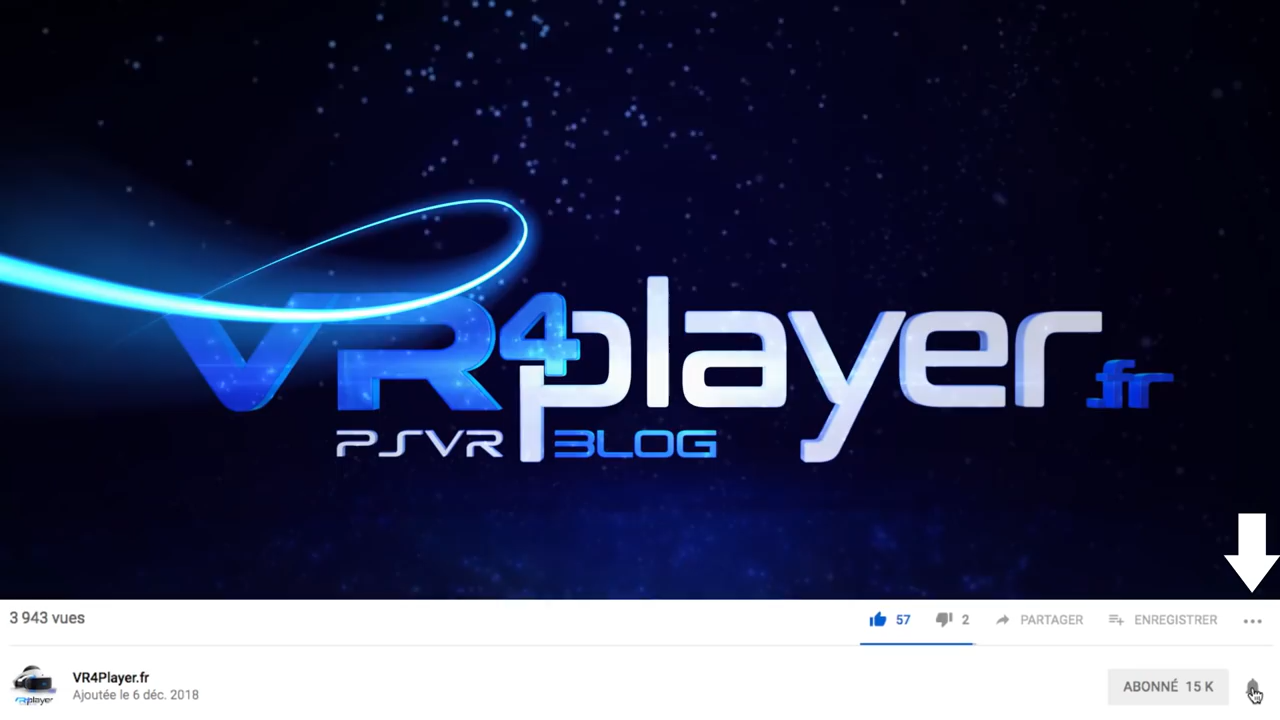 VR4player.fr
PSVR BLOG
3 943 vues
57
2
PARTAGER
ENREGISTRER
VR4Player.fr
Ajoutée le 6 déc. 2018
ABONNÉ 15 K
VR4player